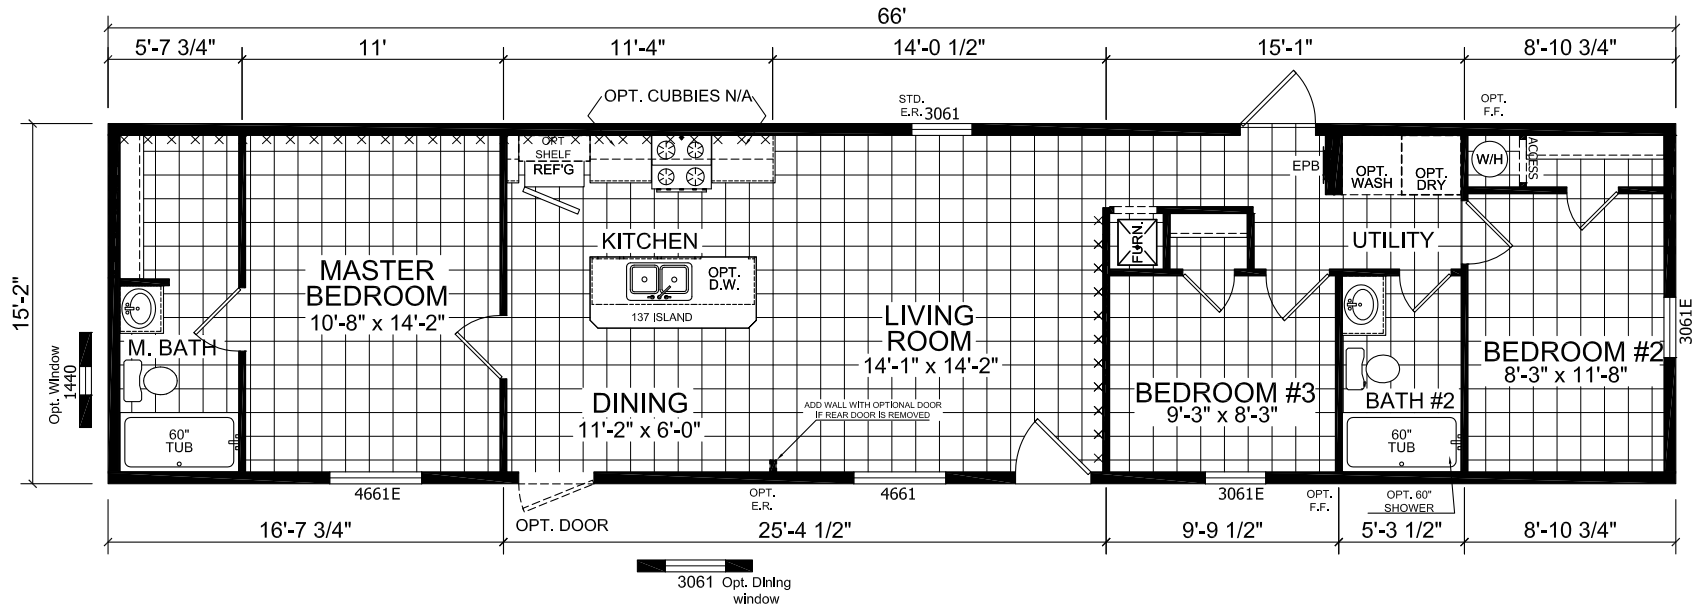 66'
5'-7 3/4"
11'
11'-4"
14'-0 1/2"
15'-1"
8'-10 3/4"
OPT. CUBBIES N/A
STD.
E.R. 3061
OPT.
F.F.
OPT
SHELF
REF'G
EPB
OPT.
WASH
OPT.
DRY
W/H
ACCESS
15'-2"
KITCHEN
FURN.
UTILITY
MASTER
BEDROOM
10'-8" x 14'-2"
OPT.
D.W.
137 ISLAND
LIVING
ROOM
14'-1" x 14'-2"
3061E
M. BATH
Opt. Window
1440
BEDROOM #2
8'-3" x 11'-8"
BEDROOM #3
9'-3" x 8'-3"
BATH #2
DINING
11'-2" x 6'-0"
ADD WALL WITH OPTIONAL DOOR
IF REAR DOOR IS REMOVED
60"
TUB
60"
TUB
4661E
OPT.
E.R.
4661
3061E
OPT.
F.F.
OPT. 60"
SHOWER
OPT. DOOR
16'-7 3/4"
25'-4 1/2"
9'-9 1/2"
5'-3 1/2"
8'-10 3/4"
3061 Opt. Dining
window